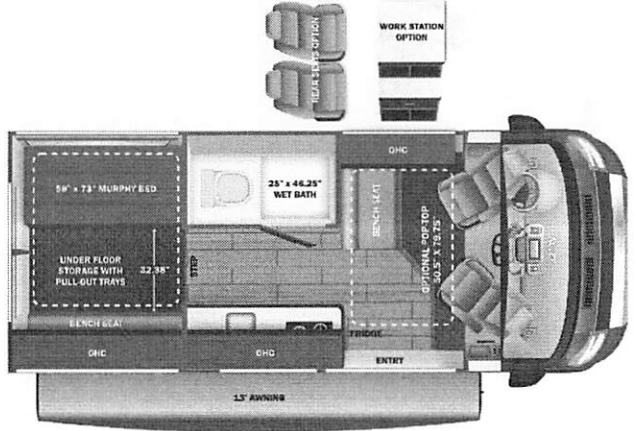 REAR SEATS OPTION
WORK STATION
OPTION
OHC
59" x 73" MURPHY BED
25" x 46.25"
WET BATH
BENCH SEAT
OPTIONAL POPTOP
50.5" X 79.75"
UNDER FLOOR
STORAGE WITH
PULL-OUT TRAYS
32.38"
STEP
BENCH SEAT
FRIDGE
OHC
OHC
ENTRY
13' AWNING